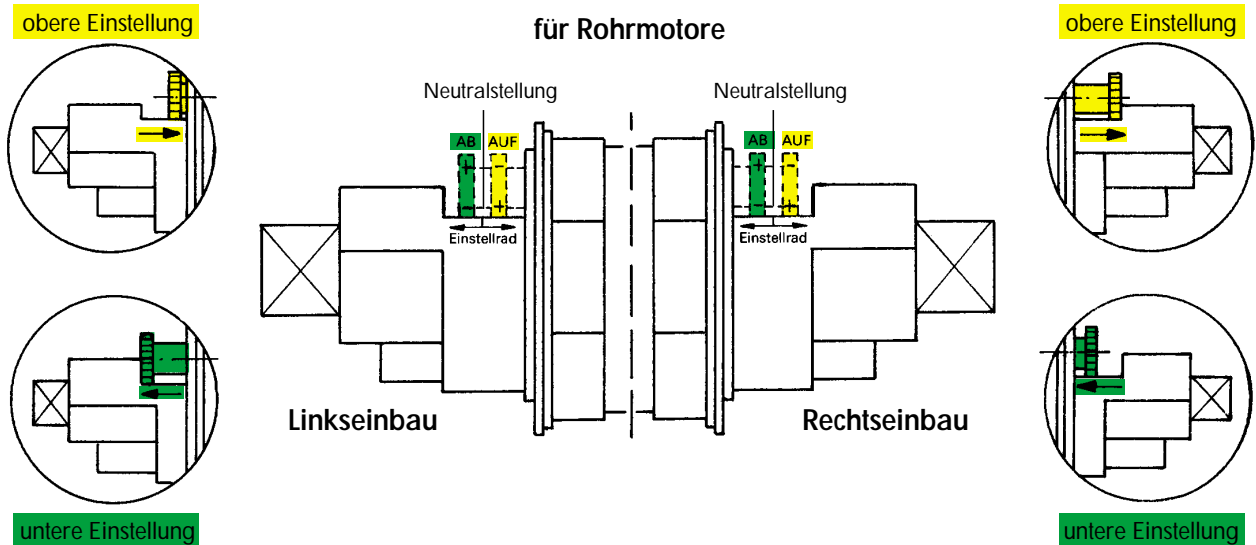 obere Einstellung
für Rohrmotore
obere Einstellung
Neutralstellung
Neutralstellung
AB
AUF
AB
AUF
Einstellrad
Einstellrad
Linkseinbau
Rechtseinbau
untere Einstellung
untere Einstellung